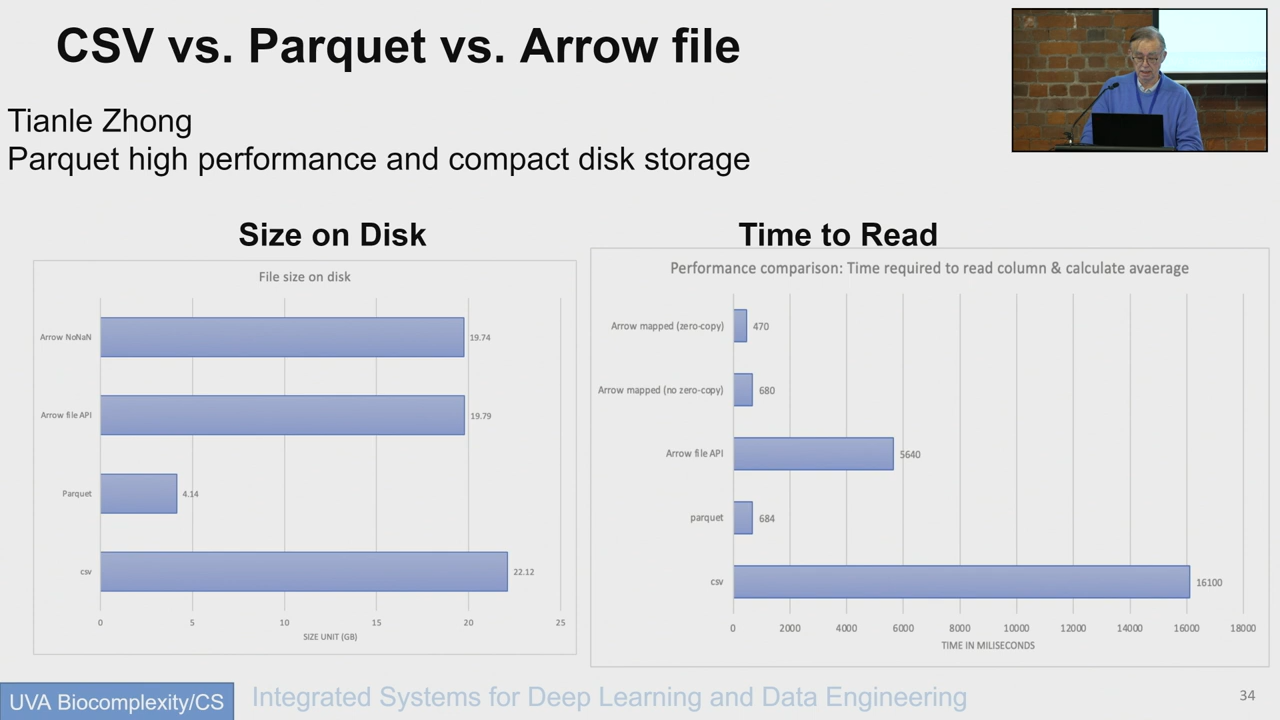 CSV vs. Parquet vs. Arrow file
Tianle Zhong
Parquet high performance and compact disk storage
Size on Disk
File size on disk
Arrow NoNaN
19.74
Arrow file API
19.79
Parquet
4.14
csv
22.12
0 5 10 15 20 25
SIZE UNIT (GB)
Time to Read
Performance comparison: Time required to read column & calculate avaerage
Arrow mapped (zero-copy)
470
Arrow mapped (no zero-copy)
680
Arrow file API
5640
parquet
684
csv
16100
0 2000 4000 6000 8000 10000 12000 14000 16000 18000
TIME IN MILISECONDS
UVA Biocomplexity/CS
Integrated Systems for Deep Learning and Data Engineering
34